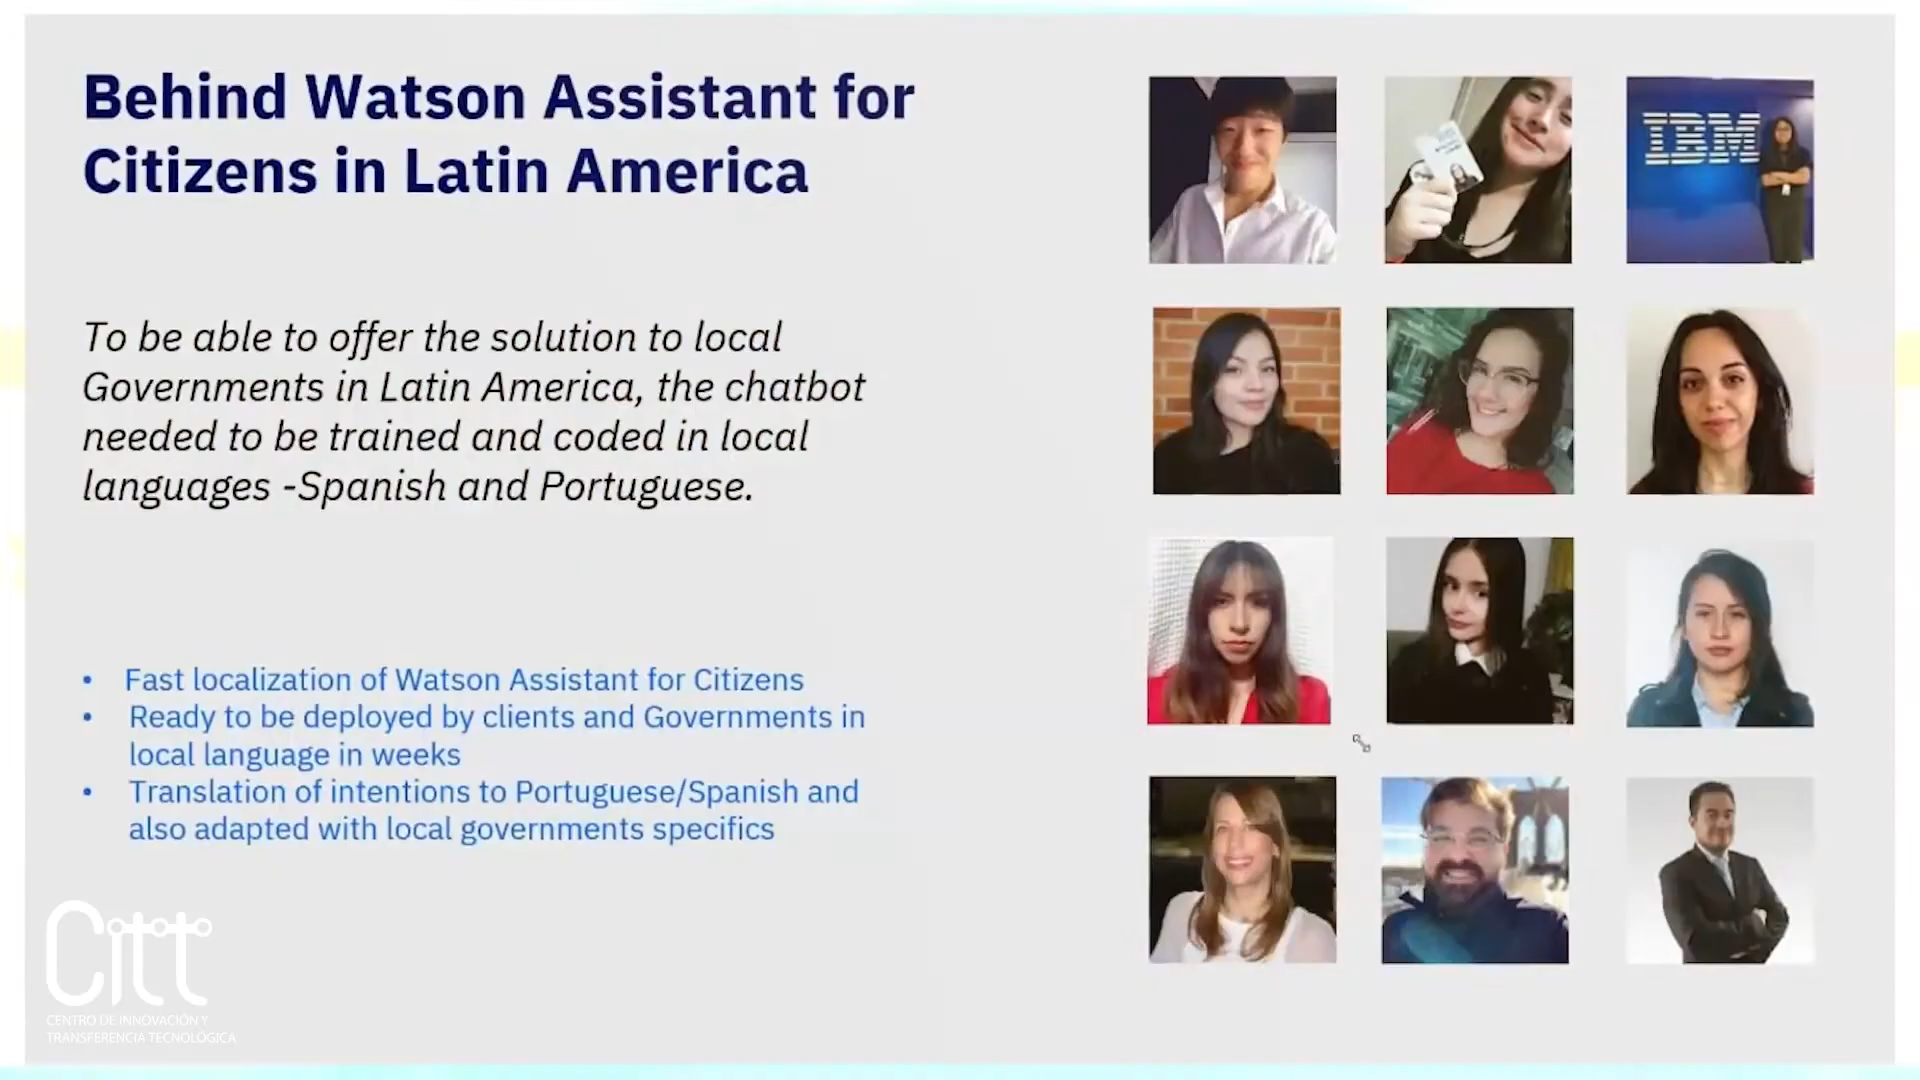 Behind Watson Assistant for
Citizens in Latin America
To be able to offer the solution to local
Governments in Latin America, the chatbot
needed to be trained and coded in local
languages -Spanish and Portuguese.
• Fast localization of Watson Assistant for Citizens
• Ready to be deployed by clients and Governments in
local language in weeks
• Translation of intentions to Portuguese/Spanish and
also adapted with local governments specifics
IBM
Citt
CENTRO DE INNOVACIÓN Y
TRANSFERENCIA TECNOLÓGICA